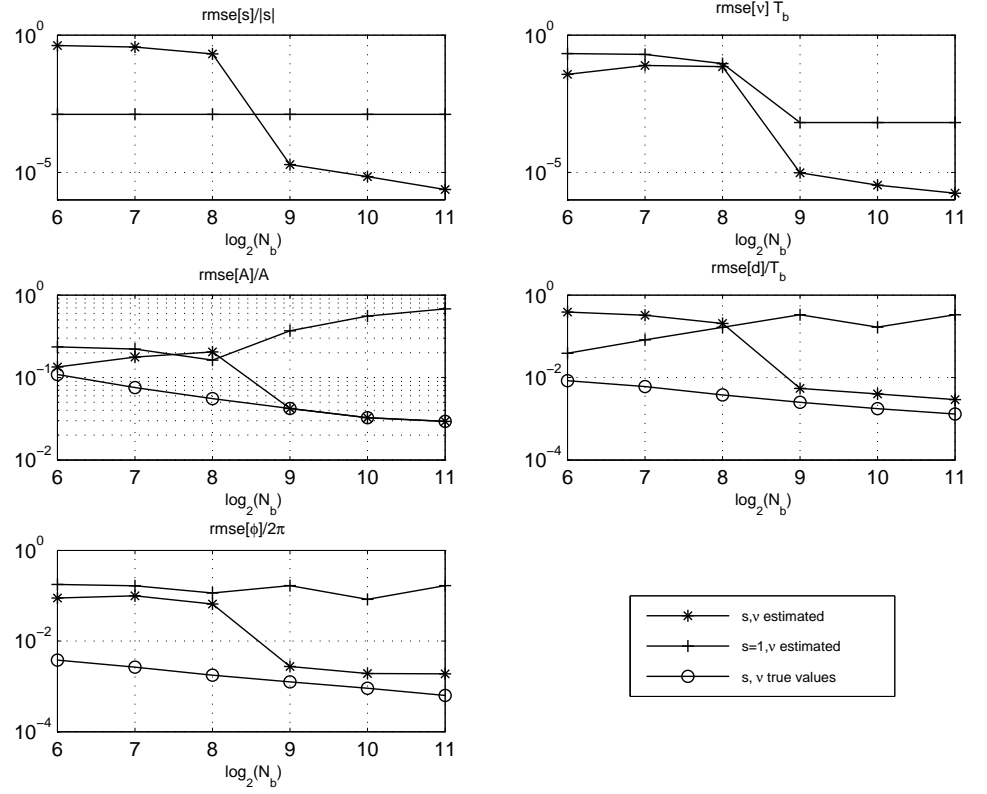 rmse[s]/|s|
10^0
10^-5
6 7 8 9 10 11
log_2(N_b)
rmse[ν] T_b
10^0
10^-5
6 7 8 9 10 11
log_2(N_b)
rmse[A]/A
10^0
10^-1
10^-2
6 7 8 9 10 11
log_2(N_b)
rmse[d]/T_b
10^0
10^-2
10^-4
6 7 8 9 10 11
log_2(N_b)
rmse[ϕ]/2π
10^0
10^-2
10^-4
6 7 8 9 10 11
log_2(N_b)
s,ν estimated
s=1,ν estimated
s, ν true values